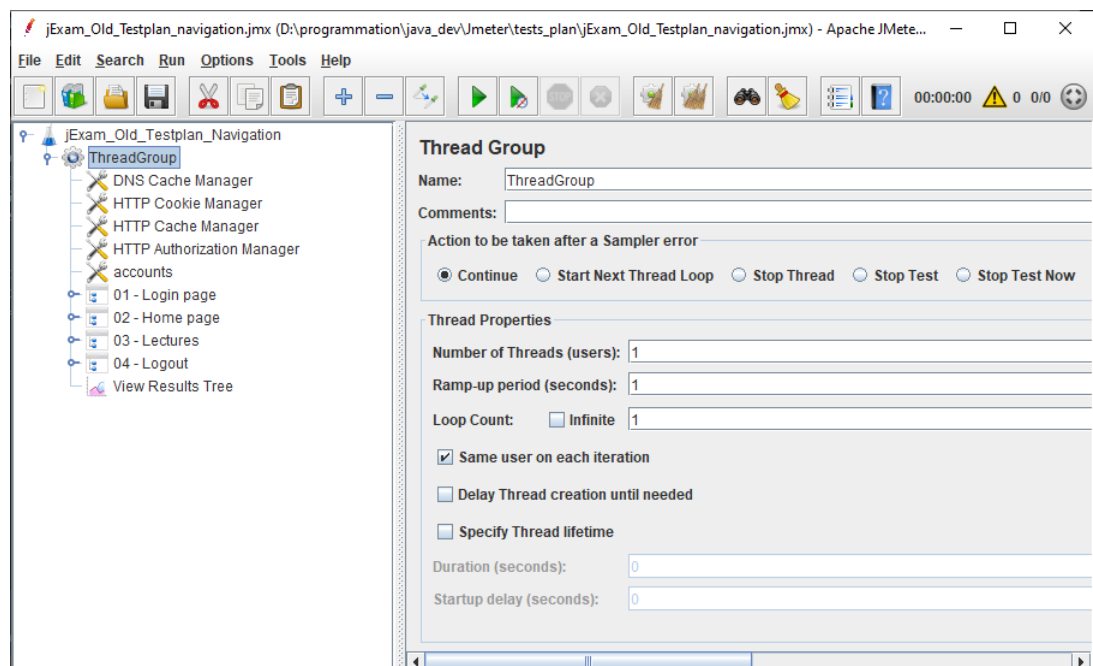 jExam_Old_Testplan_navigation.jmx (D:\programmation\java_dev\Jmeter\tests_plan\jExam_Old_Testplan_navigation.jmx) - Apache JMete...
File Edit Search Run Options Tools Help
STOP 00:00:00 0 0/0
jExam_Old_Testplan_Navigation
ThreadGroup
DNS Cache Manager
HTTP Cookie Manager
HTTP Cache Manager
HTTP Authorization Manager
accounts
01 - Login page
02 - Home page
03 - Lectures
04 - Logout
View Results Tree
Thread Group
Name: ThreadGroup
Comments:
Action to be taken after a Sampler error
Continue Start Next Thread Loop Stop Thread Stop Test Stop Test Now
Thread Properties
Number of Threads (users): 1
Ramp-up period (seconds): 1
Loop Count: Infinite 1
Same user on each iteration
Delay Thread creation until needed
Specify Thread lifetime
Duration (seconds): 0
Startup delay (seconds): 0